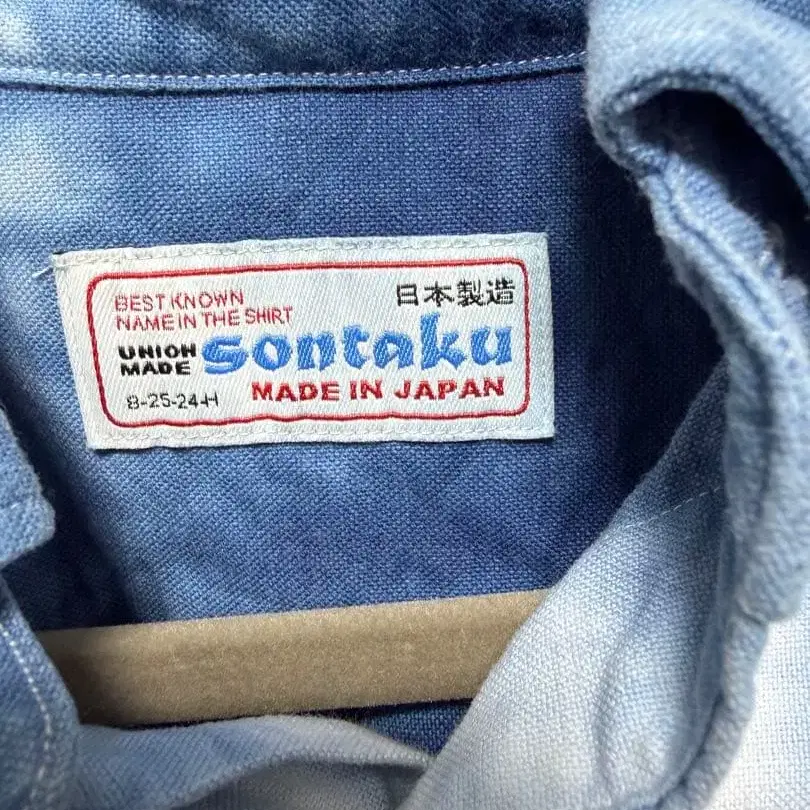 BEST KNOWN
NAME IN THE SHIRT
日本製造
UNION MADE
sontaku
8-25-24-H
MADE IN JAPAN